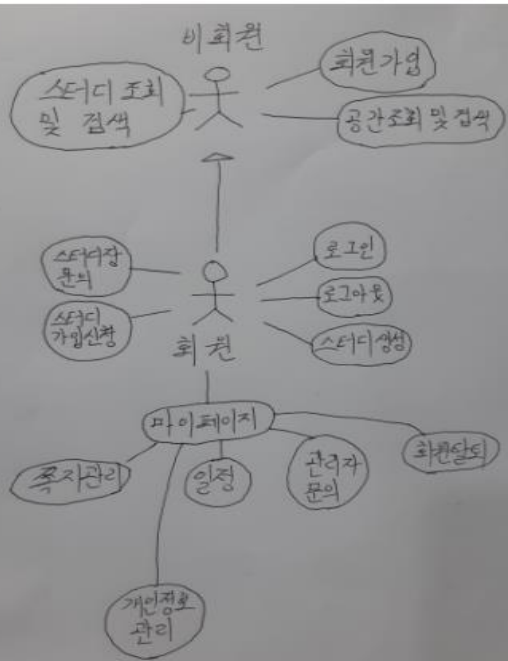 비회원
회원가입
스터디 조회
및 검색
공간조회 및 검색
스터디장
문의
로그인
로그아웃
스터디
가입신청
스터디생성
회원
마이페이지
쪽지관리
일정
관리자
문의
회원탈퇴
개인정보
관리